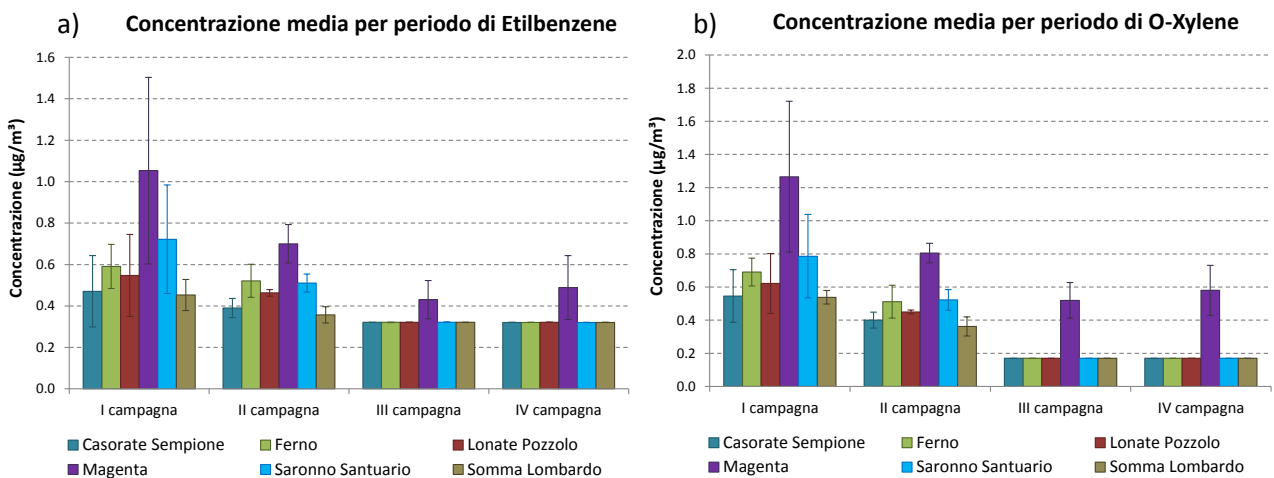 a) Concentrazione media per periodo di Etilbenzene
Concentrazione (µg/m³)
1.6
1.4
1.2
1.0
0.8
0.6
0.4
0.2
0.0
I campagna II campagna III campagna IV campagna
Casorate Sempione Ferno Lonate Pozzolo
Magenta Saronno Santuario Somma Lombardo
b) Concentrazione media per periodo di O-Xylene
Concentrazione (µg/m³)
2.0
1.8
1.6
1.4
1.2
1.0
0.8
0.6
0.4
0.2
0.0
I campagna II campagna III campagna IV campagna
Casorate Sempione Ferno Lonate Pozzolo
Magenta Saronno Santuario Somma Lombardo